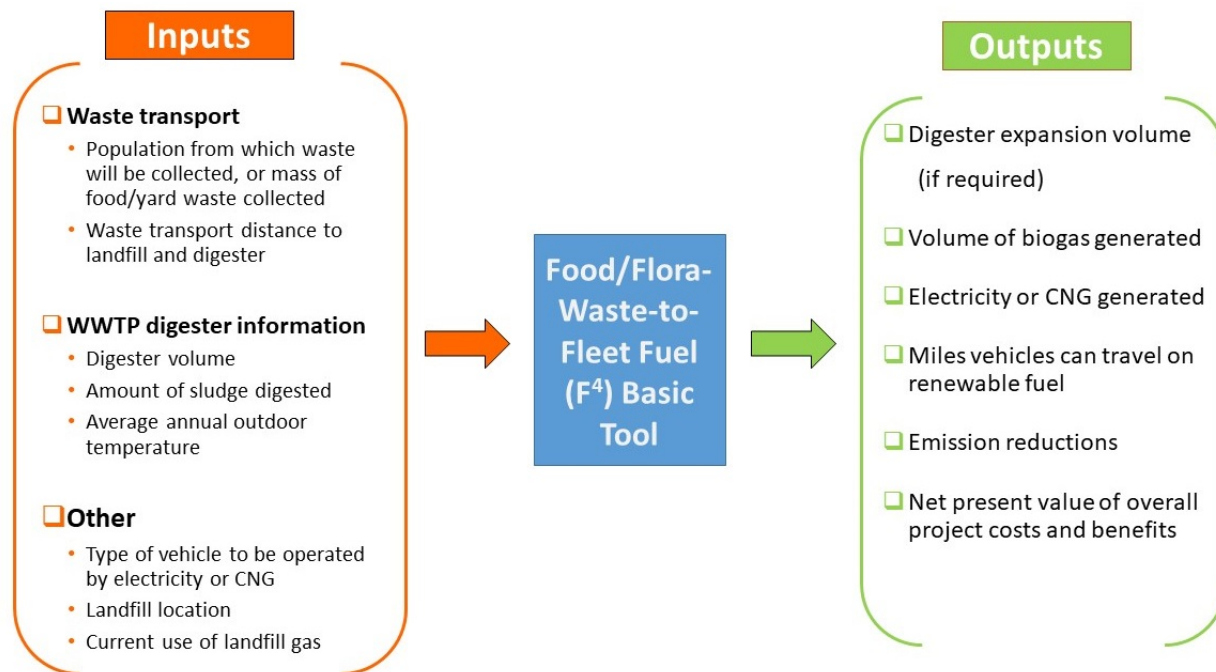 Inputs
Waste transport
• Population from which waste
will be collected, or mass of
food/yard waste collected
• Waste transport distance to
landfill and digester
WWTP digester information
• Digester volume
• Amount of sludge digested
• Average annual outdoor
temperature
Other
• Type of vehicle to be operated
by electricity or CNG
• Landfill location
• Current use of landfill gas
Food/Flora-
Waste-to-
Fleet Fuel
(F⁴) Basic
Tool
Outputs
Digester expansion volume
(if required)
Volume of biogas generated
Electricity or CNG generated
Miles vehicles can travel on
renewable fuel
Emission reductions
Net present value of overall
project costs and benefits